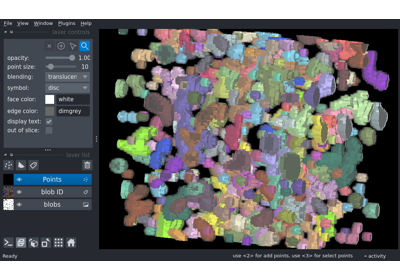 File View Window Plugins Help
layer controls
opacity: 1.00
point size: 10
blending: translucen
symbol: disc
face color: white
edge color: dimgrey
display text:
out of slice:
layer list
Points
blob ID
blobs
Ready use <2> for add points, use <3> for select points activity